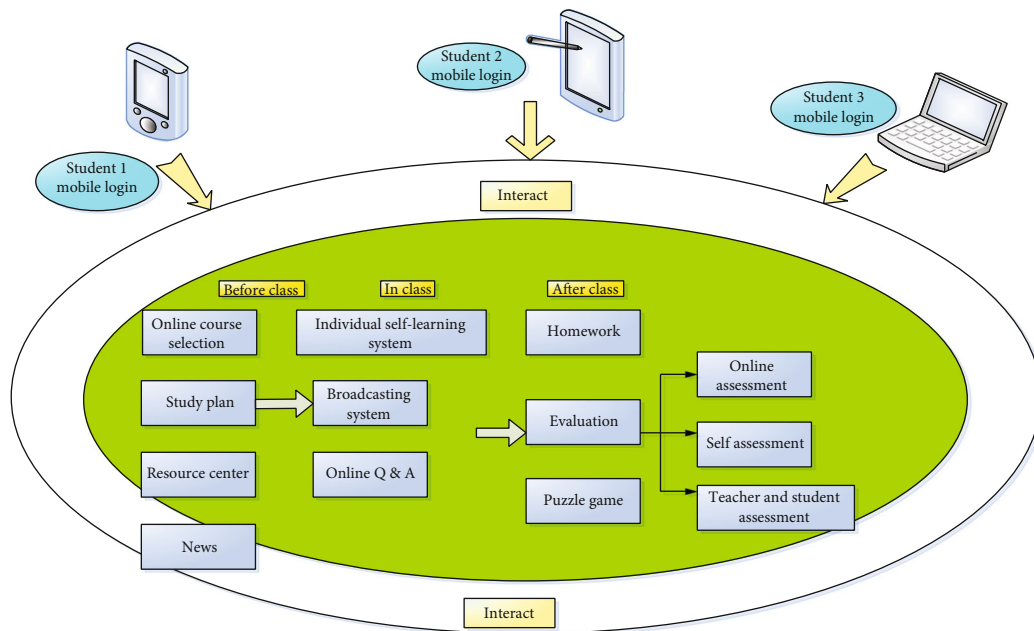 Student 1
mobile login
Student 2
mobile login
Student 3
mobile login
Interact
Before class
In class
After class
Online course
selection
Individual self-learning
system
Homework
Study plan
Broadcasting
system
Evaluation
Online
assessment
Self assessment
Resource center
Online Q & A
Puzzle game
Teacher and student
assessment
News
Interact